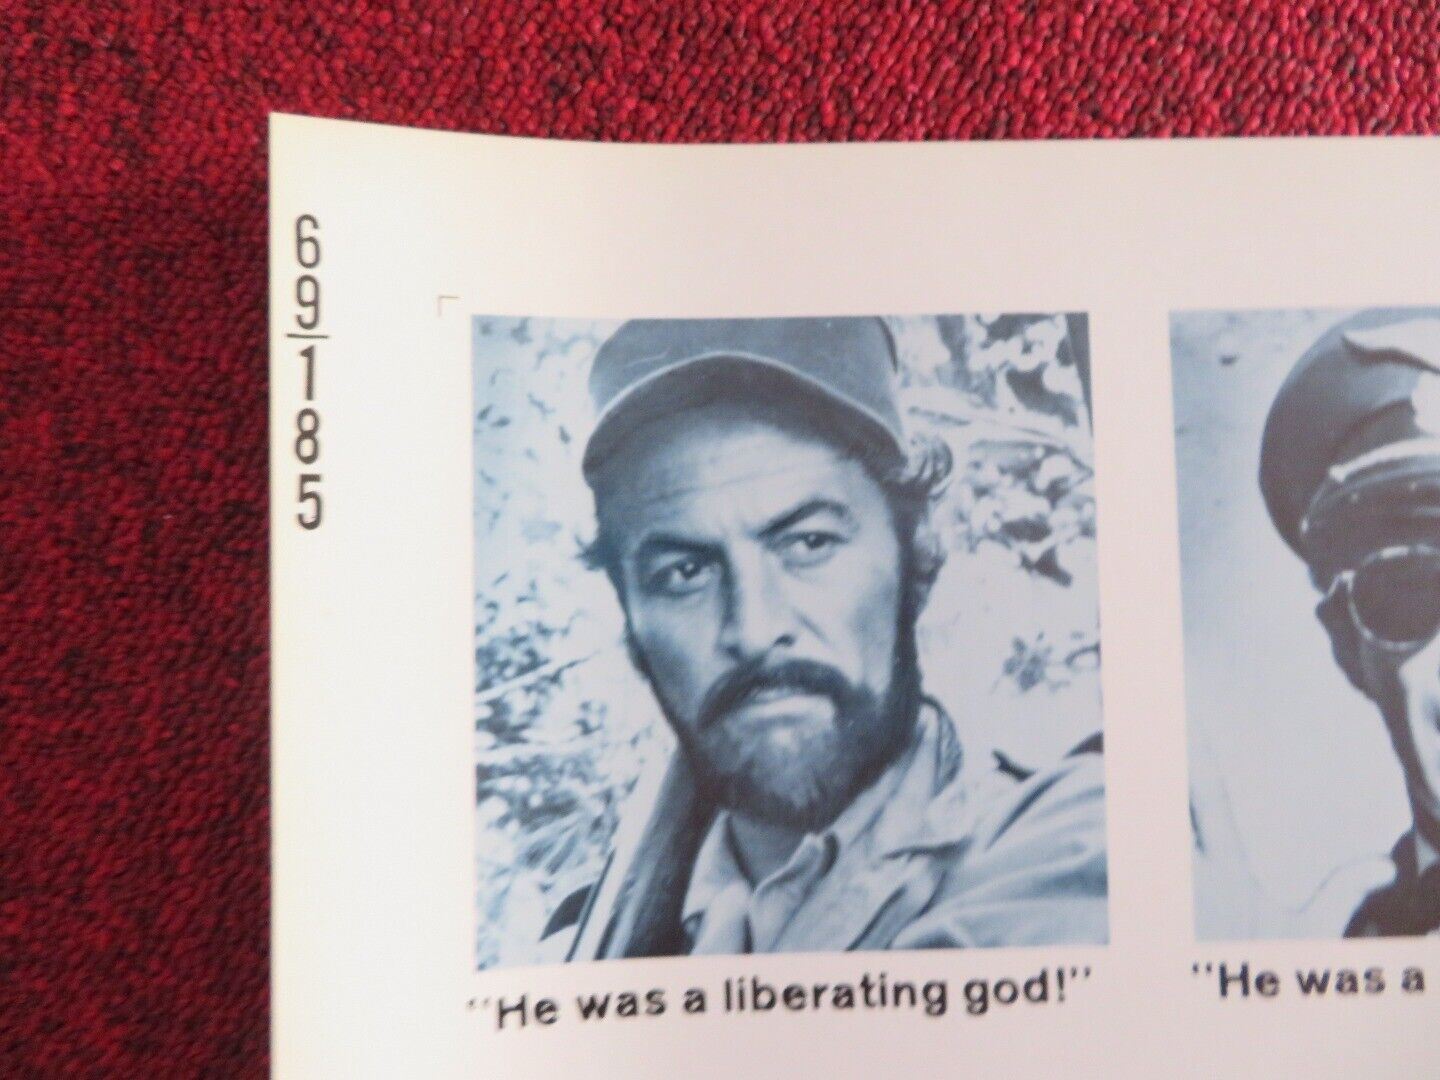 69/185
"He was a liberating god!"
"He was a